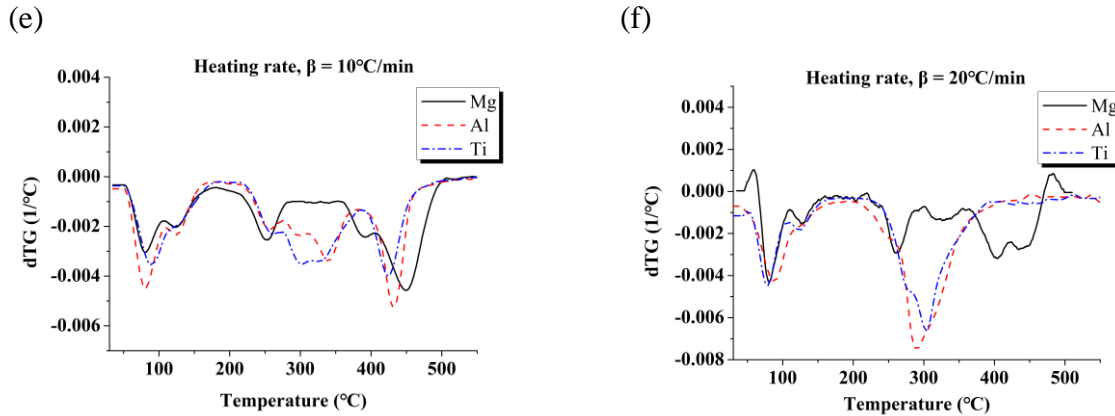 (e)
Heating rate, β = 10°C/min
Mg
Al
Ti
0.004
0.002
0.000
-0.002
-0.004
-0.006
dTG (1/°C)
100 200 300 400 500
Temperature (°C)
(f)
Heating rate, β = 20°C/min
Mg
Al
Ti
0.006
0.004
0.002
0.000
-0.002
-0.004
-0.006
-0.008
dTG (1/°C)
100 200 300 400 500
Temperature (°C)